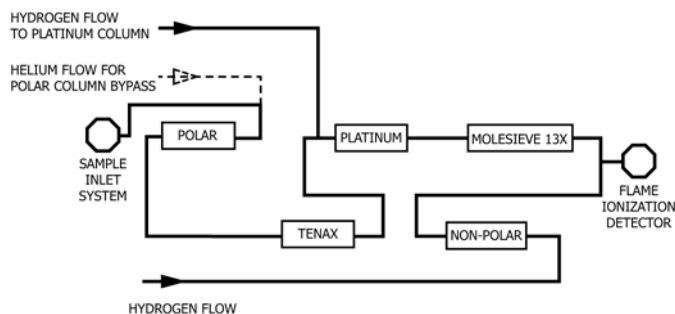 HYDROGEN FLOW
TO PLATINUM COLUMN
HELIUM FLOW FOR
POLAR COLUMN BYPASS
POLAR
PLATINUM
MOLESIEVE 13X
SAMPLE
INLET
SYSTEM
FLAME
IONIZATION
DETECTOR
TENAX
NON-POLAR
HYDROGEN FLOW